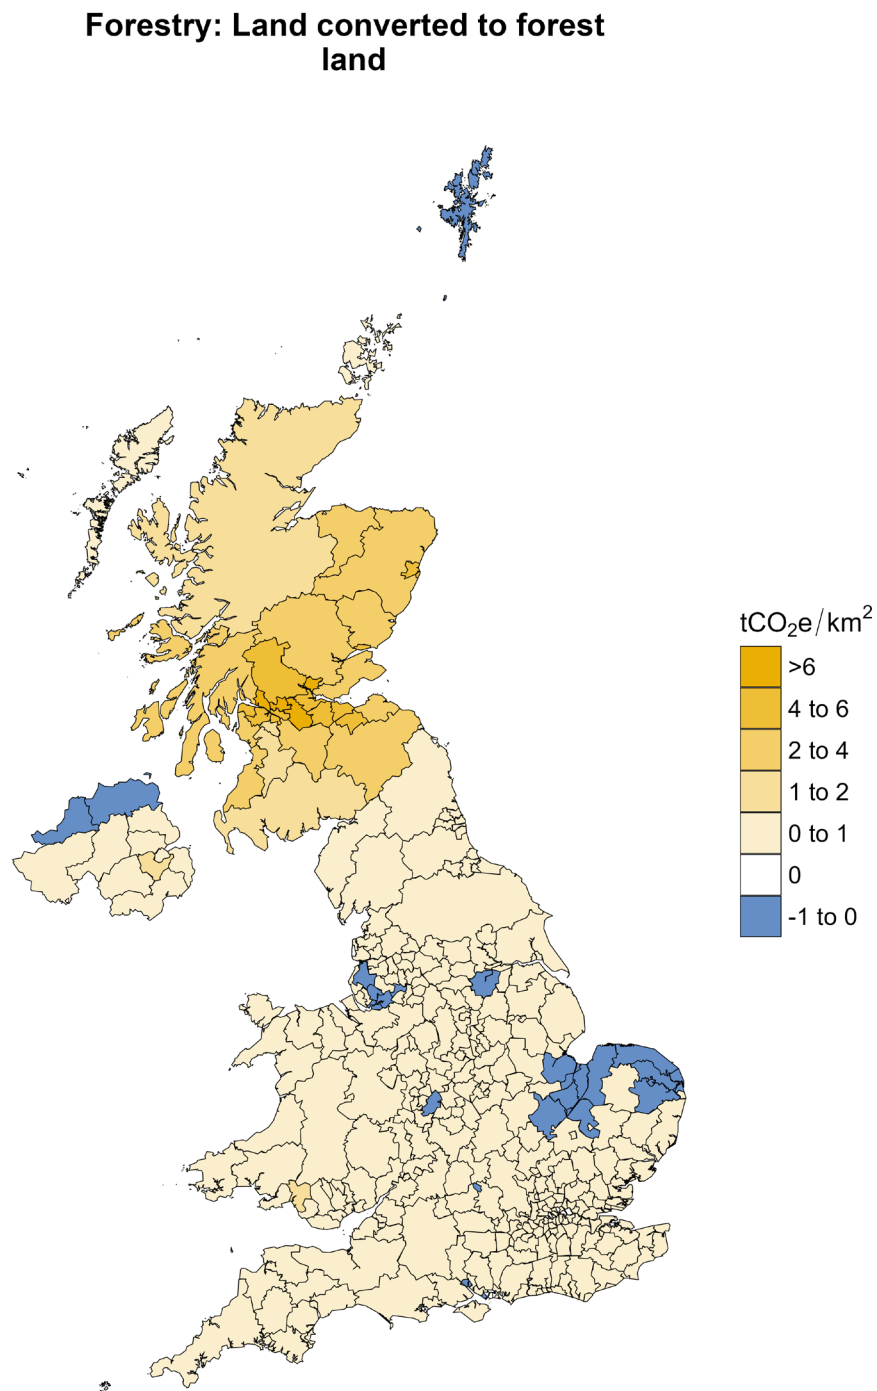 Forestry: Land converted to forest
land
tCO₂e/km²
>6
4 to 6
2 to 4
1 to 2
0 to 1
0
-1 to 0